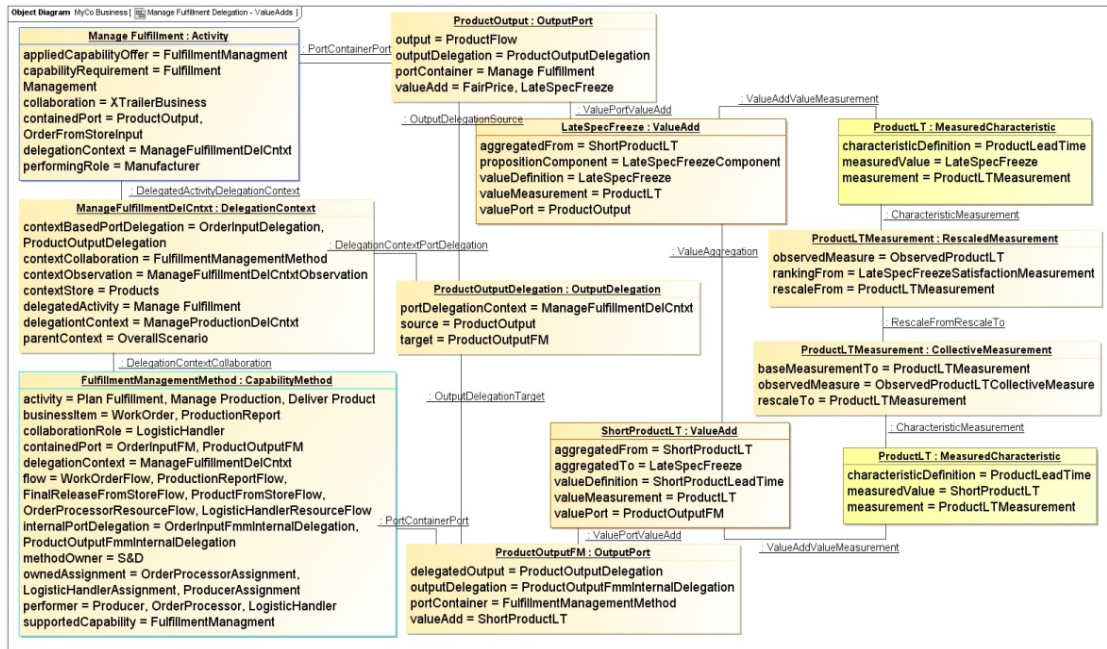 Object Diagram MyCo Business [ Manage Fulfillment Delegation - ValueAdds ]
Manage Fulfillment : Activity
appliedCapabilityOffer = FulfillmentManagment
capabilityRequirement = Fulfillment
Management
collaboration = XTrailerBusiness
containedPort = ProductOutput,
OrderFromStoreInput
delegationContext = ManageFulfillmentDelCntxt
performingRole = Manufacturer
: PortContainerPort
ProductOutput : OutputPort
output = ProductFlow
outputDelegation = ProductOutputDelegation
portContainer = Manage Fulfillment
valueAdd = FairPrice, LateSpecFreeze
: OutputDelegationSource
: ValuePortValueAdd
: ValueAddValueMeasurement
LateSpecFreeze : ValueAdd
aggregatedFrom = ShortProductLT
propositionComponent = LateSpecFreezeComponent
valueDefinition = LateSpecFreeze
valueMeasurement = ProductLT
valuePort = ProductOutput
ProductLT : MeasuredCharacteristic
characteristicDefinition = ProductLeadTime
measuredValue = LateSpecFreeze
measurement = ProductLTMeasurement
: DelegatedActivityDelegationContext
: CharacteristicMeasurement
ManageFulfillmentDelCntxt : DelegationContext
contextBasedPortDelegation = OrderInputDelegation,
ProductOutputDelegation
contextCollaboration = FulfillmentManagementMethod
contextObservation = ManageFulfillmentDelCntxtObservation
contextStore = Products
delegatedActivity = Manage Fulfillment
delegationtContext = ManageProductionDelCntxt
parentContext = OverallScenario
: DelegationContextPortDelegation
: ValueAggregation
ProductLTMeasurement : RescaledMeasurement
observedMeasure = ObservedProductLT
rankingFrom = LateSpecFreezeSatisfactionMeasurement
rescaleFrom = ProductLTMeasurement
ProductOutputDelegation : OutputDelegation
portDelegationContext = ManageFulfillmentDelCntxt
source = ProductOutput
target = ProductOutputFM
: RescaleFromRescaleTo
: DelegationContextCollaboration
ProductLTMeasurement : CollectiveMeasurement
baseMeasurementTo = ProductLTMeasurement
observedMeasure = ObservedProductLTCollectiveMeasure
rescaleTo = ProductLTMeasurement
FulfillmentManagementMethod : CapabilityMethod
activity = Plan Fulfillment, Manage Production, Deliver Product
businessItem = WorkOrder, ProductionReport
collaborationRole = LogisticHandler
containedPort = OrderInputFM, ProductOutputFM
delegationContext = ManageFulfillmentDelCntxt
flow = WorkOrderFlow, ProductionReportFlow,
FinalReleaseFromStoreFlow, ProductFromStoreFlow,
OrderProcessorResourceFlow, LogisticHandlerResourceFlow
internalPortDelegation = OrderInputFmmInternalDelegation,
ProductOutputFmmInternalDelegation
methodOwner = S&D
ownedAssignment = OrderProcessorAssignment,
LogisticHandlerAssignment, ProducerAssignment
performer = Producer, OrderProcessor, LogisticHandler
supportedCapability = FulfillmentManagment
: OutputDelegationTarget
: CharacteristicMeasurement
ShortProductLT : ValueAdd
aggregatedFrom = ShortProductLT
aggregatedTo = LateSpecFreeze
valueDefinition = ShortProductLeadTime
valueMeasurement = ProductLT
valuePort = ProductOutputFM
ProductLT : MeasuredCharacteristic
characteristicDefinition = ProductLeadTime
measuredValue = ShortProductLT
measurement = ProductLTMeasurement
: PortContainerPort
: ValuePortValueAdd
: ValueAddValueMeasurement
ProductOutputFM : OutputPort
delegatedOutput = ProductOutputDelegation
outputDelegation = ProductOutputFmmInternalDelegation
portContainer = FulfillmentManagementMethod
valueAdd = ShortProductLT